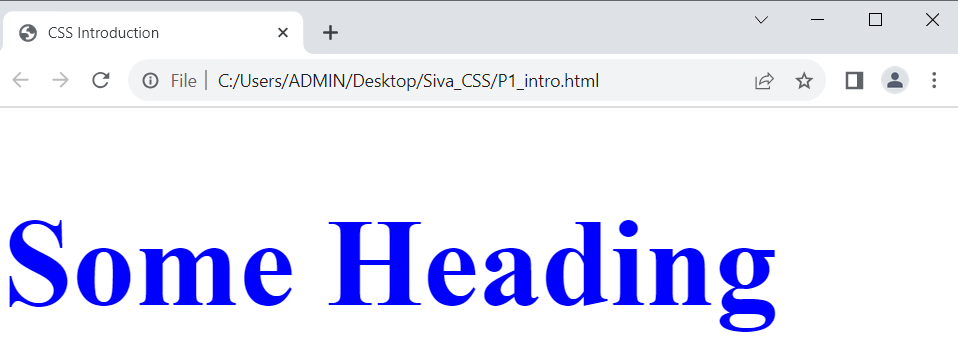 CSS Introduction
File C:/Users/ADMIN/Desktop/Siva_CSS/P1_intro.html
Some Heading